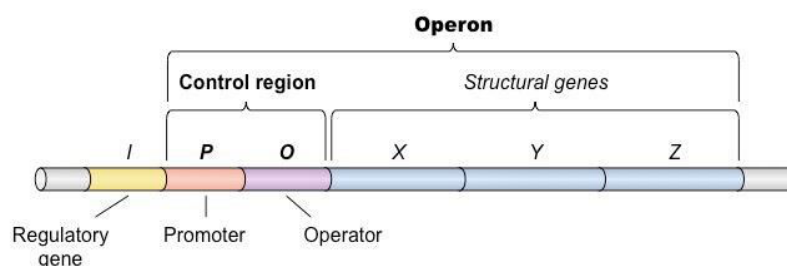 Operon
Control region
Structural genes
I
P
O
X
Y
Z
Regulatory
gene
Promoter
Operator